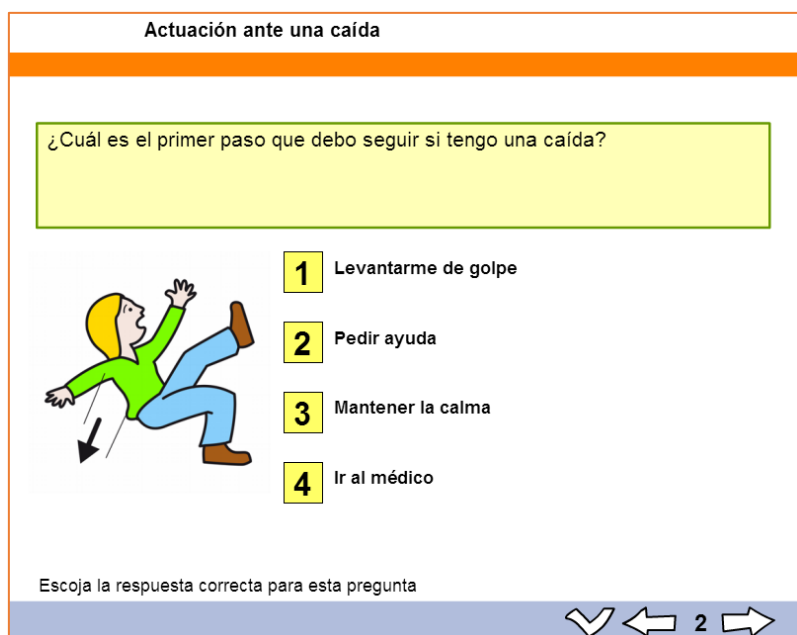 Actuación ante una caída
¿Cuál es el primer paso que debo seguir si tengo una caída?
1 Levantarme de golpe
2 Pedir ayuda
3 Mantener la calma
4 Ir al médico
Escoja la respuesta correcta para esta pregunta
2